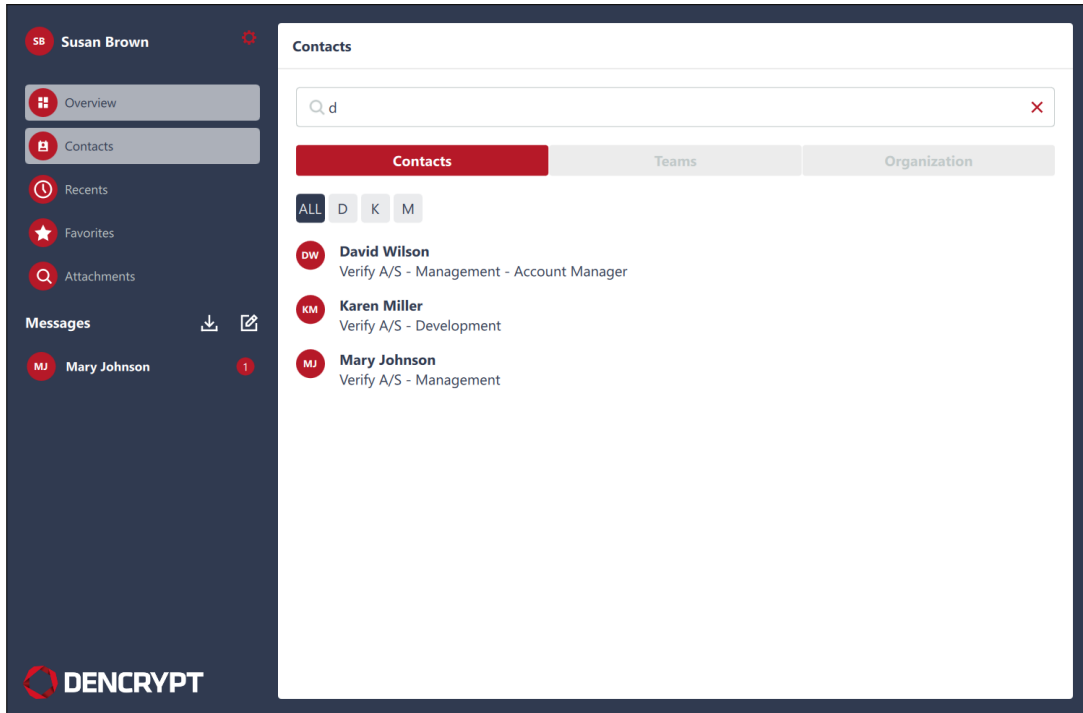 SB Susan Brown
Overview
Contacts
Recents
Favorites
Attachments
Messages
MJ Mary Johnson 1
DENCRYPT
Contacts
d
Contacts Teams Organization
ALL D K M
DW David Wilson
Verify A/S - Management - Account Manager
KM Karen Miller
Verify A/S - Development
MJ Mary Johnson
Verify A/S - Management